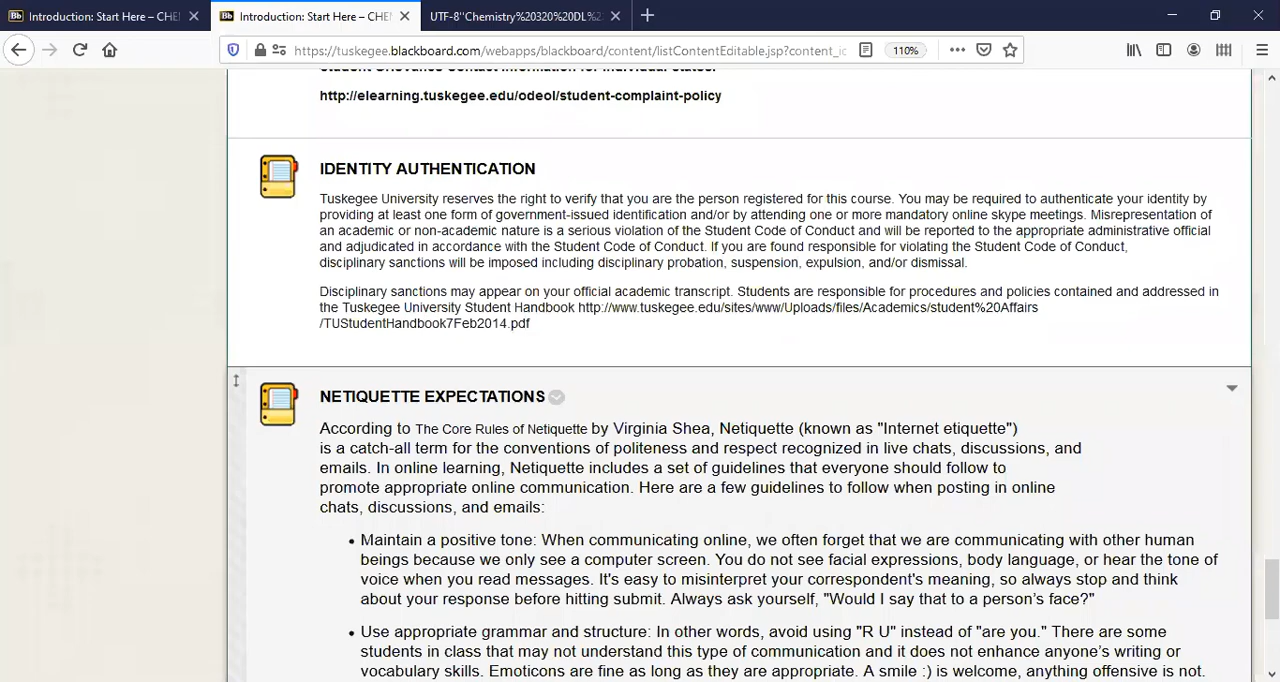 Introduction: Start Here – CHE
Introduction: Start Here – CHE
UTF-8''Chemistry%20320%20DL%2
https://tuskegee.blackboard.com/webapps/blackboard/content/listContentEditable.jsp?content_ic
110%
Student Grievance Contact Information for individual states:
http://elearning.tuskegee.edu/odeol/student-complaint-policy
IDENTITY AUTHENTICATION
Tuskegee University reserves the right to verify that you are the person registered for this course. You may be required to authenticate your identity by
providing at least one form of government-issued identification and/or by attending one or more mandatory online skype meetings. Misrepresentation of
an academic or non-academic nature is a serious violation of the Student Code of Conduct and will be reported to the appropriate administrative official
and adjudicated in accordance with the Student Code of Conduct. If you are found responsible for violating the Student Code of Conduct,
disciplinary sanctions will be imposed including disciplinary probation, suspension, expulsion, and/or dismissal.
Disciplinary sanctions may appear on your official academic transcript. Students are responsible for procedures and policies contained and addressed in
the Tuskegee University Student Handbook http://www.tuskegee.edu/sites/www/Uploads/files/Academics/student%20Affairs
/TUStudentHandbook7Feb2014.pdf
NETIQUETTE EXPECTATIONS
According to The Core Rules of Netiquette by Virginia Shea, Netiquette (known as "Internet etiquette")
is a catch-all term for the conventions of politeness and respect recognized in live chats, discussions, and
emails. In online learning, Netiquette includes a set of guidelines that everyone should follow to
promote appropriate online communication. Here are a few guidelines to follow when posting in online
chats, discussions, and emails:
• Maintain a positive tone: When communicating online, we often forget that we are communicating with other human
beings because we only see a computer screen. You do not see facial expressions, body language, or hear the tone of
voice when you read messages. It's easy to misinterpret your correspondent's meaning, so always stop and think
about your response before hitting submit. Always ask yourself, "Would I say that to a person's face?"
• Use appropriate grammar and structure: In other words, avoid using "R U" instead of "are you." There are some
students in class that may not understand this type of communication and it does not enhance anyone's writing or
vocabulary skills. Emoticons are fine as long as they are appropriate. A smile :) is welcome, anything offensive is not.